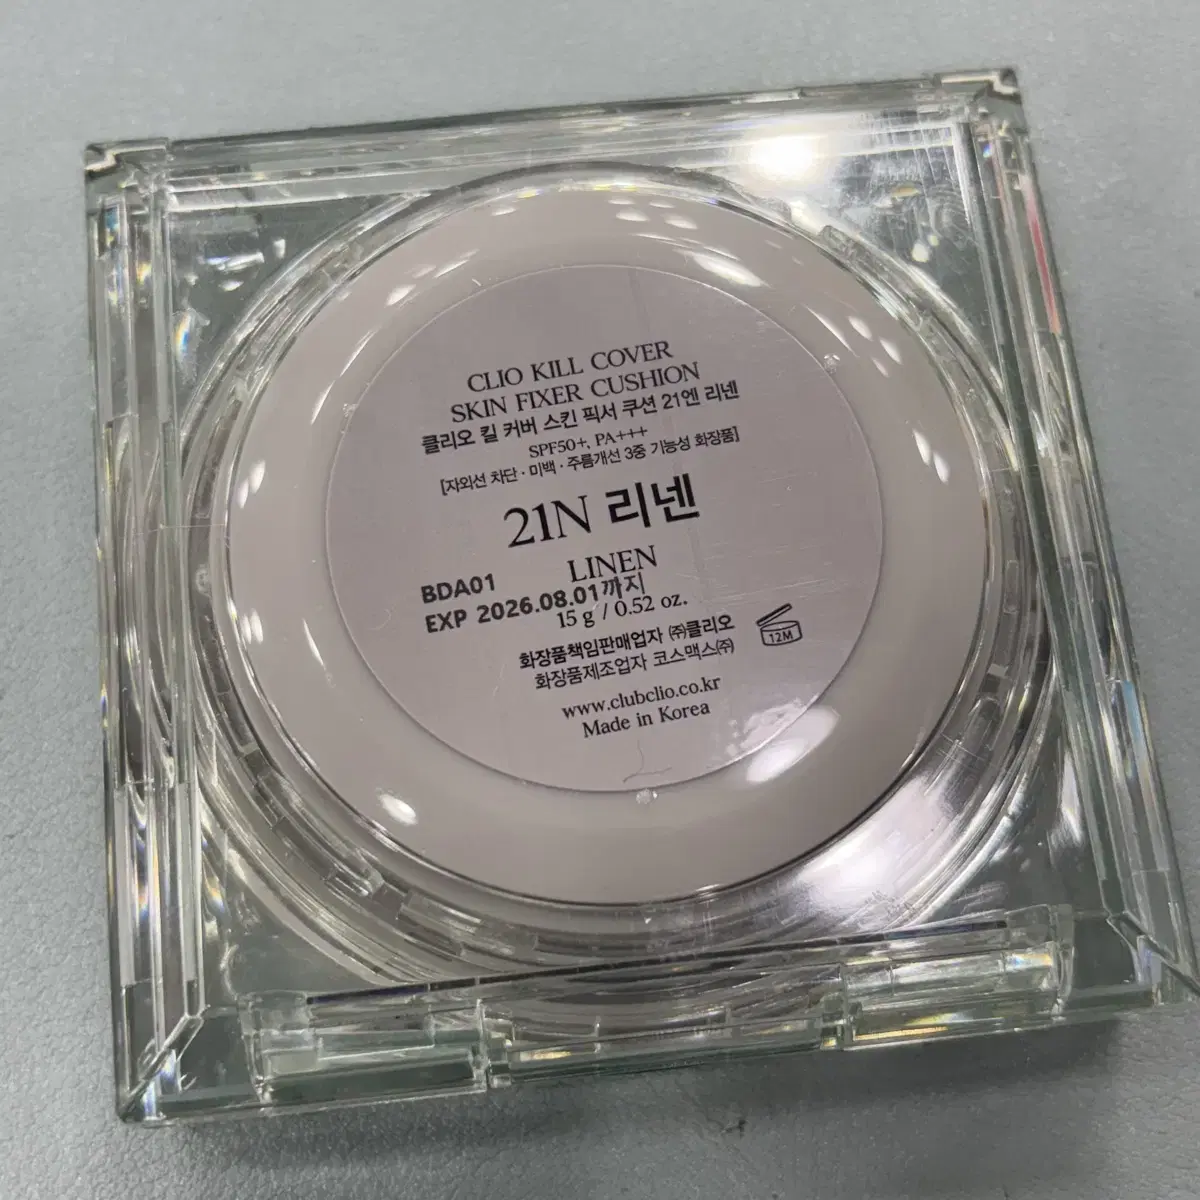 CLIO KILL COVER
SKIN FIXER CUSHION
클리오 킬 커버 스킨 픽서 쿠션 21엔 리넨
SPF50+, PA+++
[자외선 차단 · 미백 · 주름개선 3중 기능성 화장품]
21N 리넨
LINEN
BDA01
EXP 2026.08.01까지
15 g / 0.52 oz.
화장품책임판매업자 ㈜클리오
화장품제조업자 코스맥스㈜
12M
www.clubclio.co.kr
Made in Korea